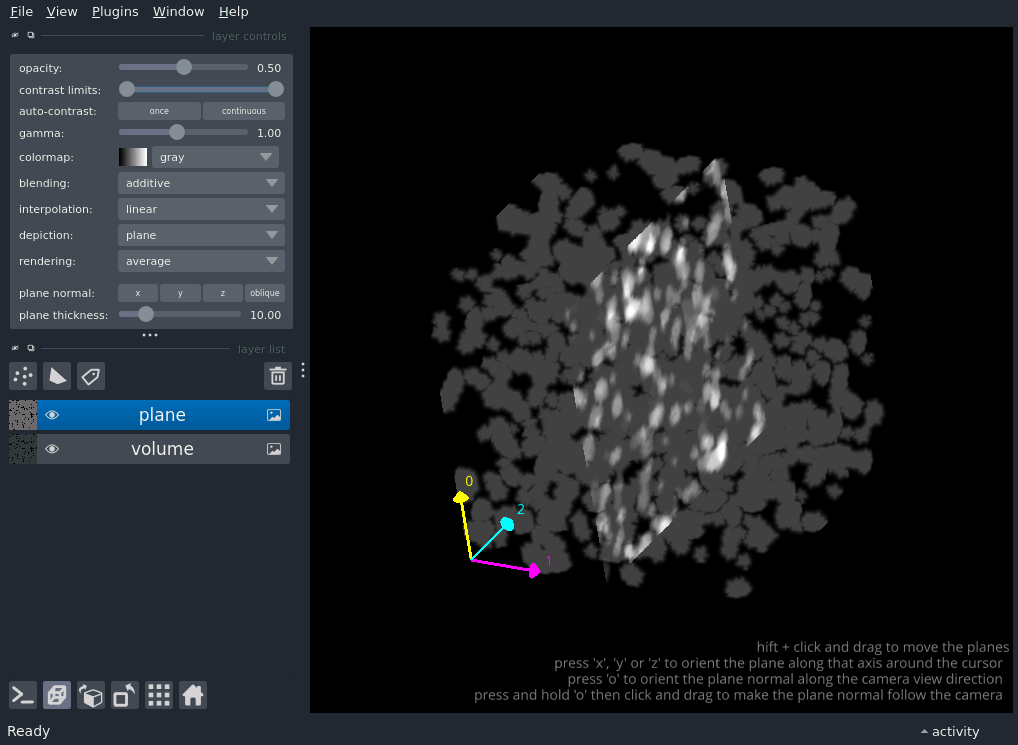 File View Plugins Window Help
layer controls
opacity: 0.50
contrast limits:
auto-contrast: once continuous
gamma: 1.00
colormap: gray
blending: additive
interpolation: linear
depiction: plane
rendering: average
plane normal: x y z oblique
plane thickness: 10.00
layer list
plane
volume
0
2
1
hift + click and drag to move the planes
press 'x', 'y' or 'z' to orient the plane along that axis around the cursor
press 'o' to orient the plane normal along the camera view direction
press and hold 'o' then click and drag to make the plane normal follow the camera
Ready
activity